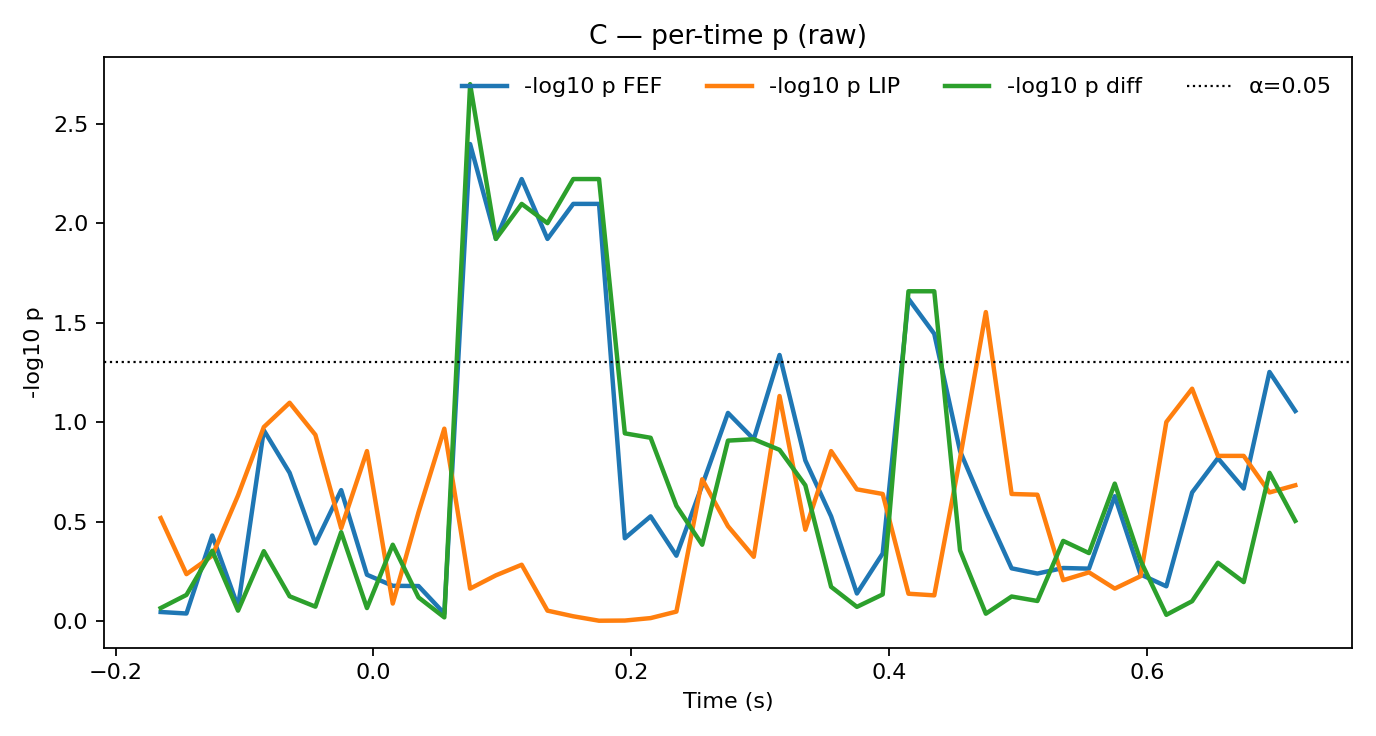 C — per-time p (raw)
-log10 p FEF
-log10 p LIP
-log10 p diff
α=0.05
-log10 p
2.5
2.0
1.5
1.0
0.5
0.0
−0.2
0.0
0.2
0.4
0.6
Time (s)